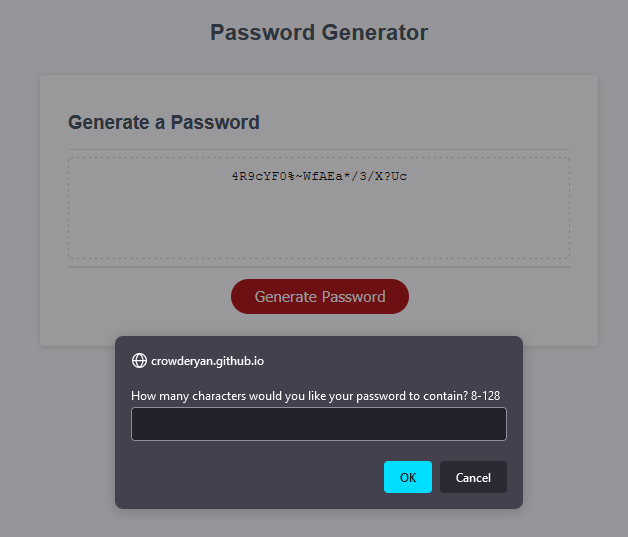 Password Generator
Generate a Password
4R9cYF0%~WfAEa*/3/X?Uc
Generate Password
crowderyan.github.io
How many characters would you like your password to contain? 8-128
OK
Cancel